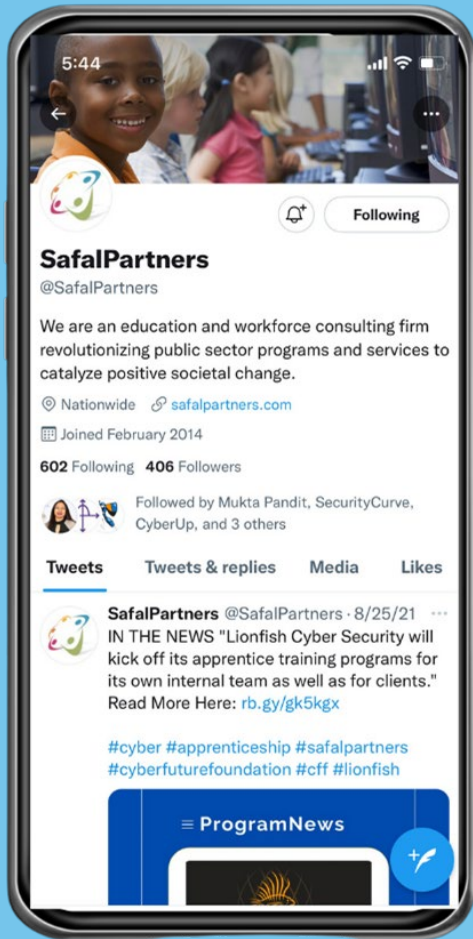 5:44
Following
SafalPartners
@SafalPartners
We are an education and workforce consulting firm
revolutionizing public sector programs and services to
catalyze positive societal change.
Nationwide safalpartners.com
Joined February 2014
602 Following 406 Followers
Followed by Mukta Pandit, SecurityCurve,
CyberUp, and 3 others
Tweets Tweets & replies Media Likes
SafalPartners @SafalPartners · 8/25/21 ···
IN THE NEWS "Lionfish Cyber Security will
kick off its apprentice training programs for
its own internal team as well as for clients."
Read More Here: rb.gy/gk5kgx
#cyber #apprenticeship #safalpartners
#cyberfuturefoundation #cff #lionfish
ProgramNews